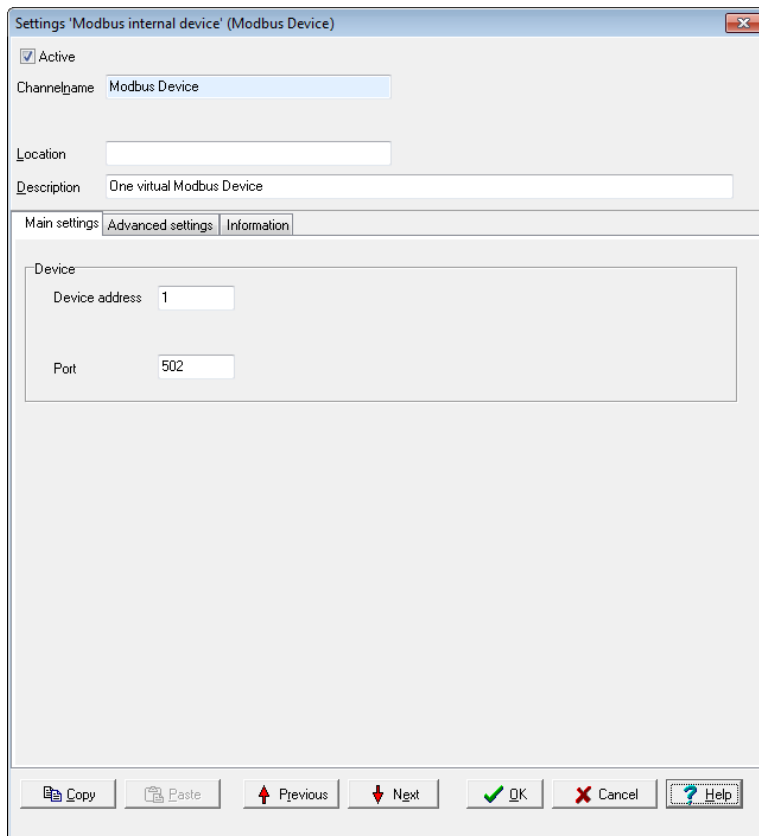 Settings 'Modbus internal device' (Modbus Device)
Active
Channelname Modbus Device
Location
Description One virtual Modbus Device
Main settings Advanced settings Information
Device
Device address 1
Port 502
Copy Paste Previous Next OK Cancel ? Help